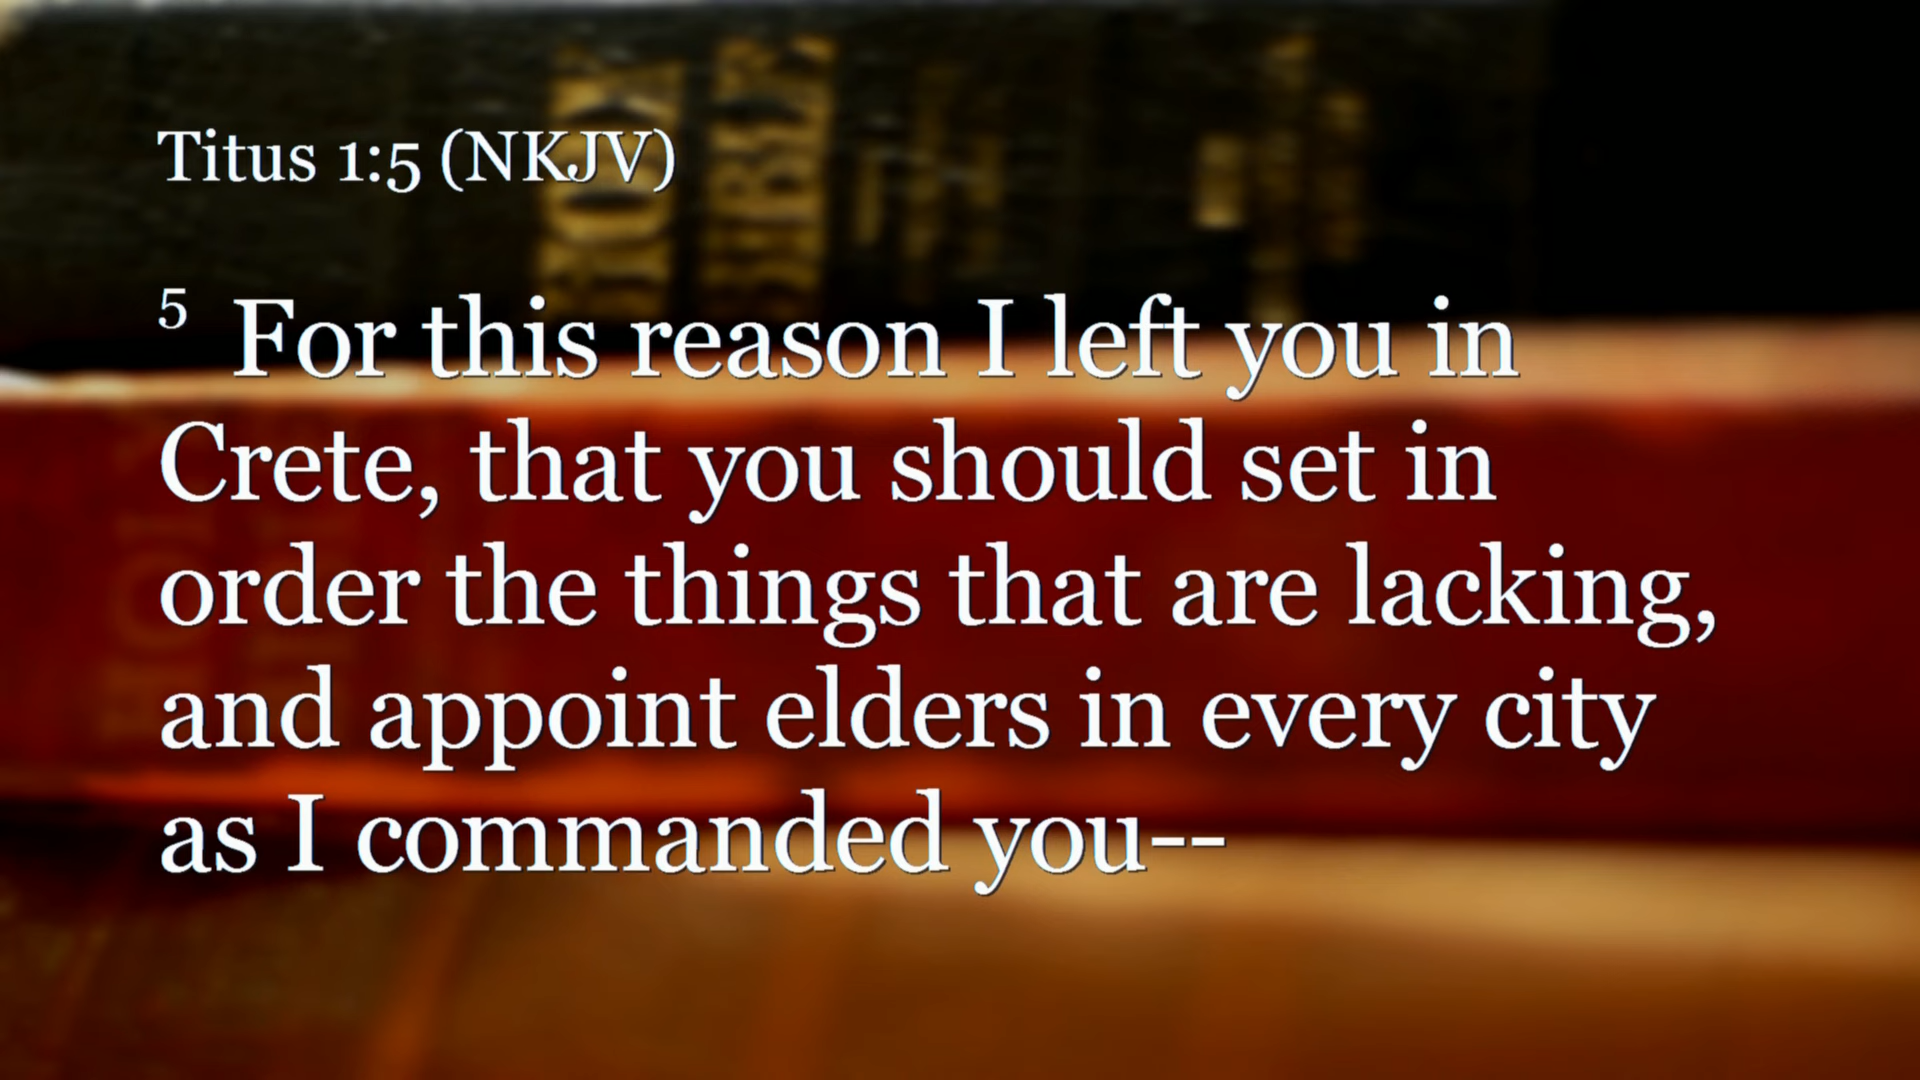 Titus 1:5 (NKJV)
5 For this reason I left you in
Crete, that you should set in
order the things that are lacking,
and appoint elders in every city
as I commanded you--